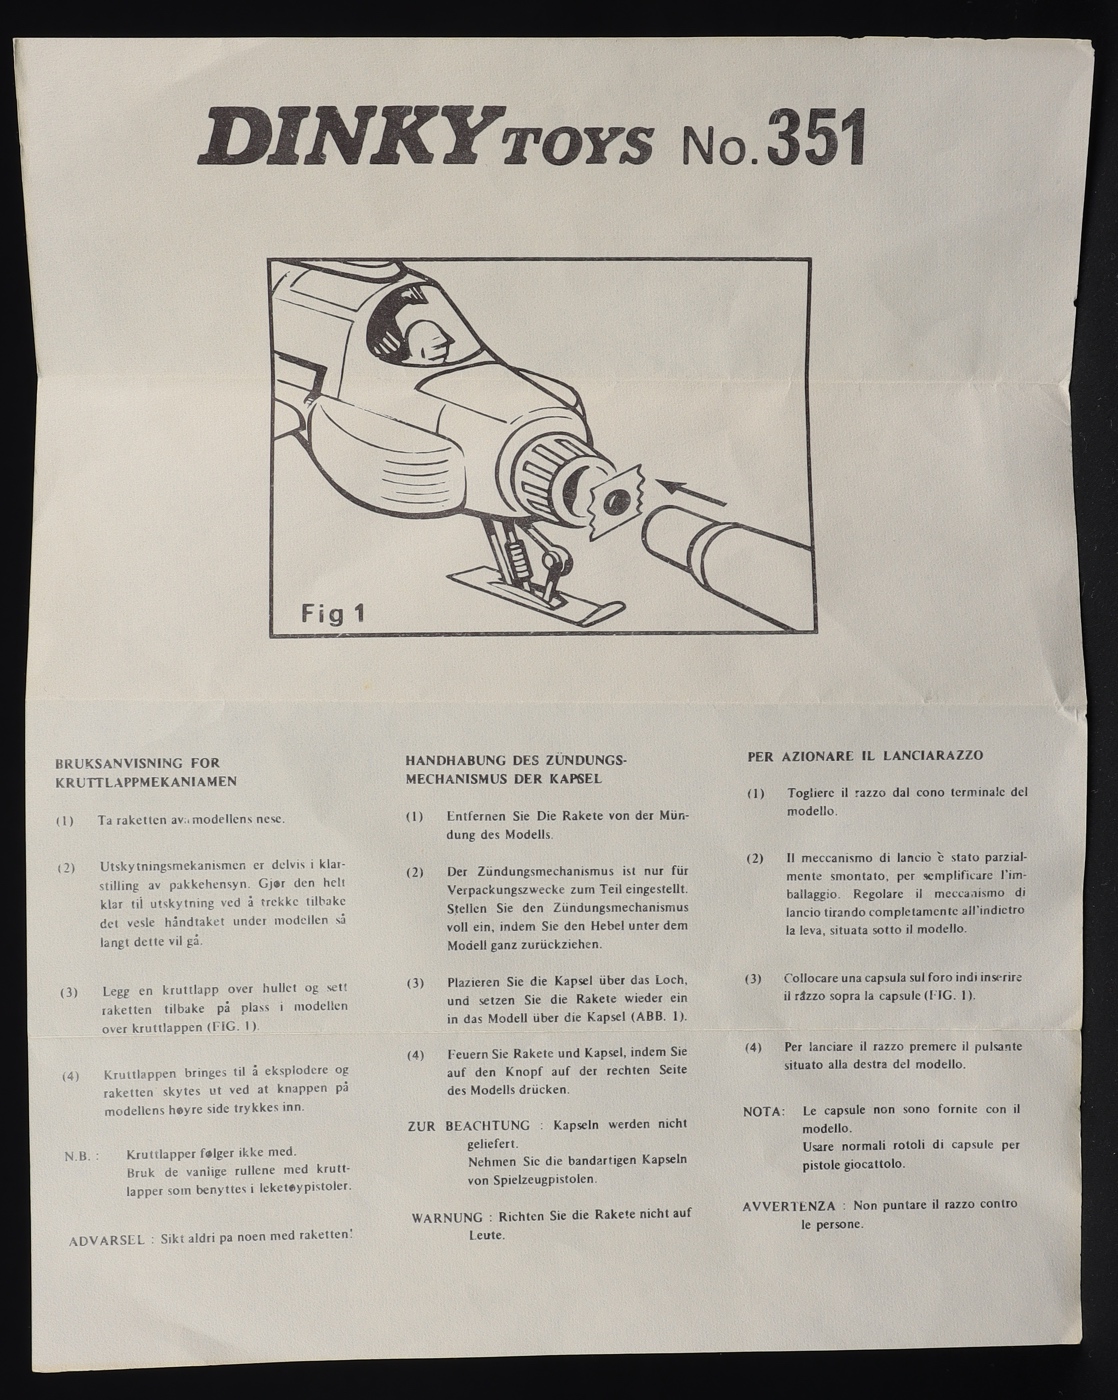 DINKY TOYS No. 351
Fig 1
BRUKSANVISNING FOR
KRUTTLAPPMEKANIAMEN
(1) Ta raketten av modellens nese.
(2) Utskytningsmekanismen er delvis i klar-
stilling av pakkehensyn. Gjør den helt
klar til utskytning ved å trekke tilbake
det vesle håndtaket under modellen så
langt dette vil gå.
(3) Legg en kruttlapp over hullet og sett
raketten tilbake på plass i modellen
over kruttlappen (FIG. 1).
(4) Kruttlappen bringes til å eksplodere og
raketten skytes ut ved at knappen på
modellens høyre side trykkes inn.
N.B. : Kruttlapper følger ikke med.
Bruk de vanlige rullene med krutt-
lapper som benyttes i leketøypistoler.
ADVARSEL : Sikt aldri pa noen med raketten!
HANDHABUNG DES ZÜNDUNGS-
MECHANISMUS DER KAPSEL
(1) Entfernen Sie Die Rakete von der Mün-
dung des Modells.
(2) Der Zündungsmechanismus ist nur für
Verpackungszwecke zum Teil eingestellt.
Stellen Sie den Zündungsmechanismus
voll ein, indem Sie den Hebel unter dem
Modell ganz zurückziehen.
(3) Plazieren Sie die Kapsel über das Loch,
und setzen Sie die Rakete wieder ein
in das Modell über die Kapsel (ABB. 1).
(4) Feuern Sie Rakete und Kapsel, indem Sie
auf den Knopf auf der rechten Seite
des Modells drücken.
ZUR BEACHTUNG : Kapseln werden nicht
geliefert.
Nehmen Sie die bandartigen Kapseln
von Spielzeugpistolen.
WARNUNG : Richten Sie die Rakete nicht auf
Leute.
PER AZIONARE IL LANCIARAZZO
(1) Togliere il razzo dal cono terminale del
modello.
(2) Il meccanismo di lancio è stato parzial-
mente smontato, per semplificare l'im-
ballaggio. Regolare il meccanismo di
lancio tirando completamente all'indietro
la leva, situata sotto il modello.
(3) Collocare una capsula sul foro indi inserire
il razzo sopra la capsule (FIG. 1).
(4) Per lanciare il razzo premere il pulsante
situato alla destra del modello.
NOTA: Le capsule non sono fornite con il
modello.
Usare normali rotoli di capsule per
pistole giocattolo.
AVVERTENZA : Non puntare il razzo contro
le persone.